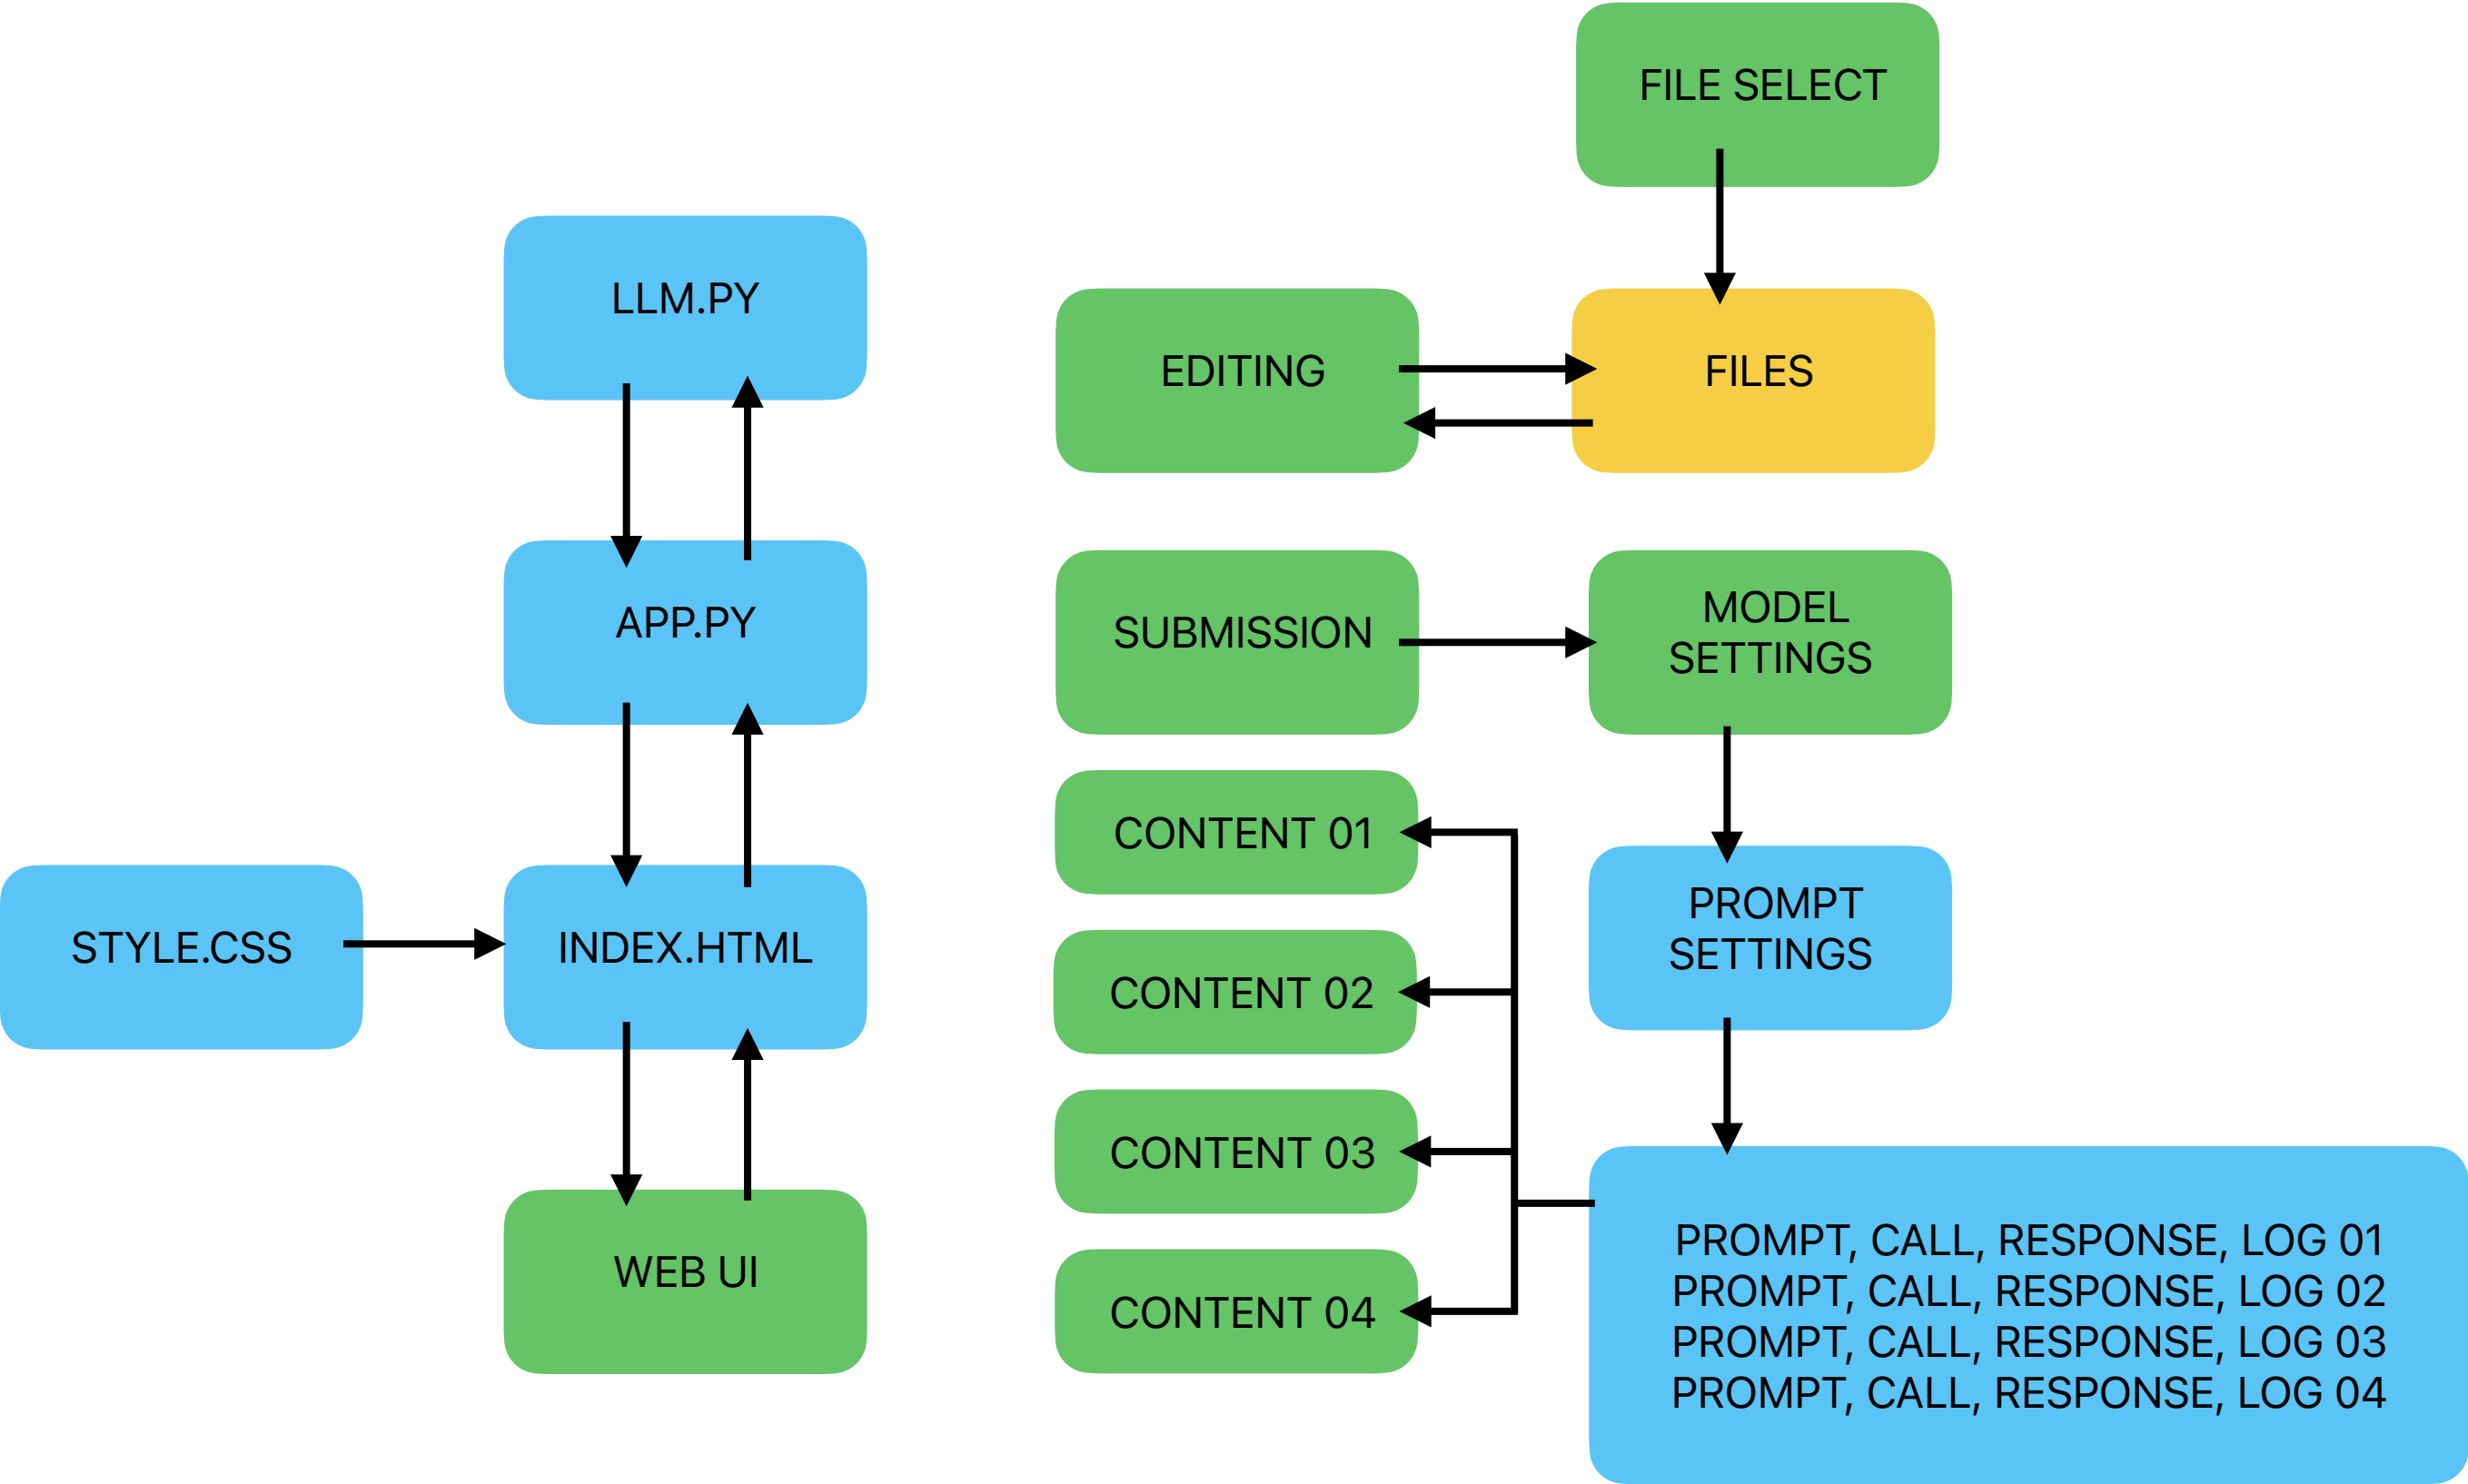 FILE SELECT
LLM.PY
EDITING
FILES
APP.PY
SUBMISSION
MODEL
SETTINGS
CONTENT 01
STYLE.CSS
INDEX.HTML
PROMPT
SETTINGS
CONTENT 02
CONTENT 03
WEB UI
CONTENT 04
PROMPT, CALL, RESPONSE, LOG 01
PROMPT, CALL, RESPONSE, LOG 02
PROMPT, CALL, RESPONSE, LOG 03
PROMPT, CALL, RESPONSE, LOG 04